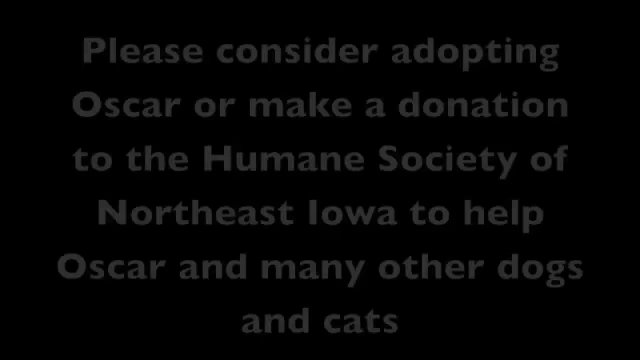 Please consider adopting
Oscar or make a donation
to the Humane Society of
Northeast Iowa to help
Oscar and many other dogs
and cats